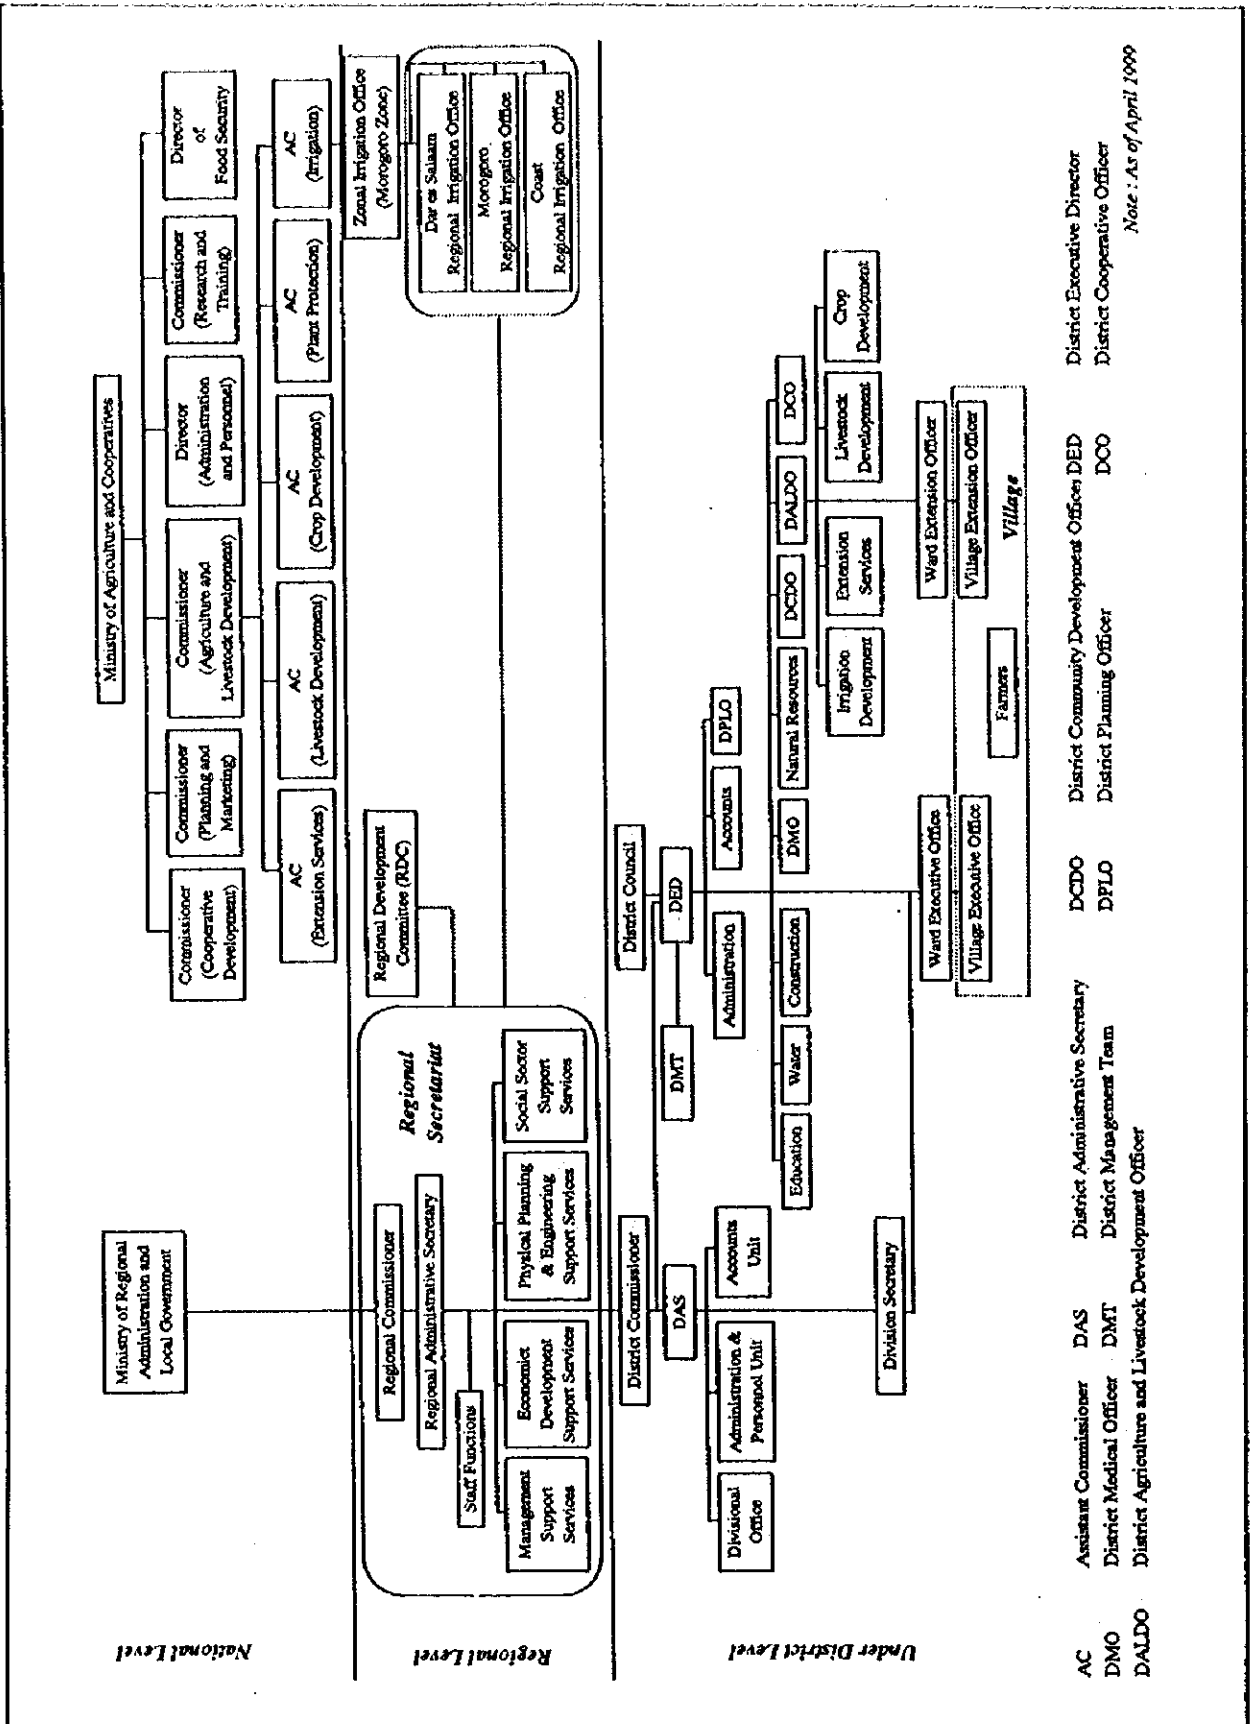 National Level
Ministry of Regional
Administration and
Local Government
Ministry of Agriculture and Cooperatives
Commissioner
(Cooperative
Development)
Commissioner
(Planning and
Marketing)
Commissioner
(Agriculture and
Livestock Development)
Director
(Administration
and Personnel)
Commissioner
(Research and
Training)
Director
of
Food Security
AC
(Extension Services)
AC
(Livestock Development)
AC
(Crop Development)
AC
(Plant Protection)
AC
(Irrigation)
Regional Level
Regional Commissioner
Regional Administrative Secretary
Regional
Secretariat
Staff Functions
Management
Support
Services
Economict
Development
Support Services
Physical Planning
& Engineering
Support Services
Social Sector
Support
Services
Regional Development
Committee (RDC)
Zonal Irrigation Office
(Morogoro Zone)
Dar es Salaam
Regional Irrigation Office
Morogoro
Regional Irrigation Office
Coast
Regional Irrigation Office
Under District Level
District Commissioner
District Council
DAS
DMT
DED
Divisional
Office
Administration &
Personnel Unit
Accounts
Unit
Administration
Accounts
DPLO
Education
Water
Construction
DMO
Natural Resources
DCDO
DALDO
DCO
Irrigation
Development
Extension
Services
Livestock
Development
Crop
Development
Division Secretary
Ward Executive Office
Ward Extension Officer
Village Executive Office
Village Extension Officer
Farmers
Village
AC Assistant Commissioner DAS District Administrative Secretary DCDO District Community Development Officer DED District Executive Director
DMO District Medical Officer DMT District Management Team DPLO District Planning Officer DCO District Cooperative Officer
DALDO District Agriculture and Livestock Development Officer
Note : As of April 1999